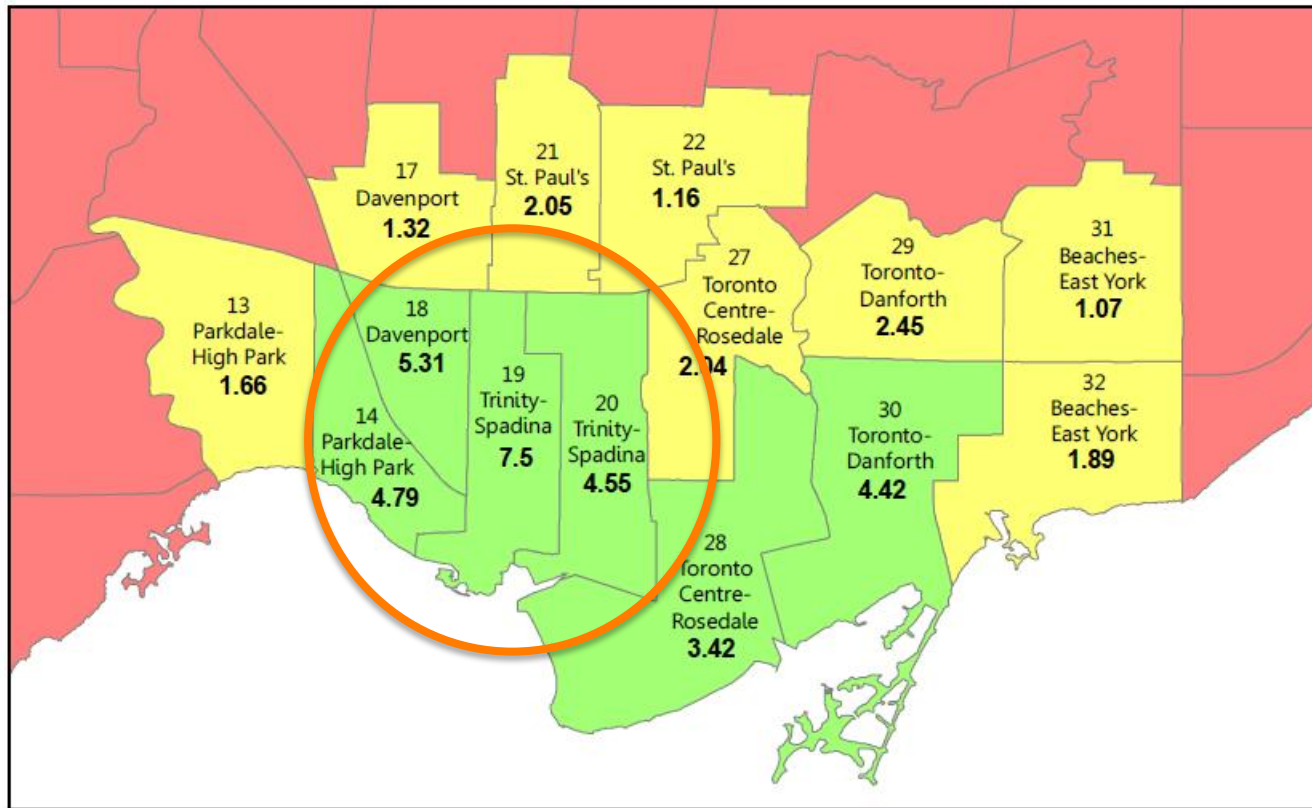 17
Davenport
1.32
21
St. Paul's
2.05
22
St. Paul's
1.16
13
Parkdale-
High Park
1.66
18
Davenport
5.31
14
Parkdale-
High Park
4.79
19
Trinity-
Spadina
7.5
20
Trinity-
Spadina
4.55
27
Toronto
Centre-
Rosedale
2.04
28
Toronto
Centre-
Rosedale
3.42
29
Toronto-
Danforth
2.45
30
Toronto-
Danforth
4.42
31
Beaches-
East York
1.07
32
Beaches-
East York
1.89